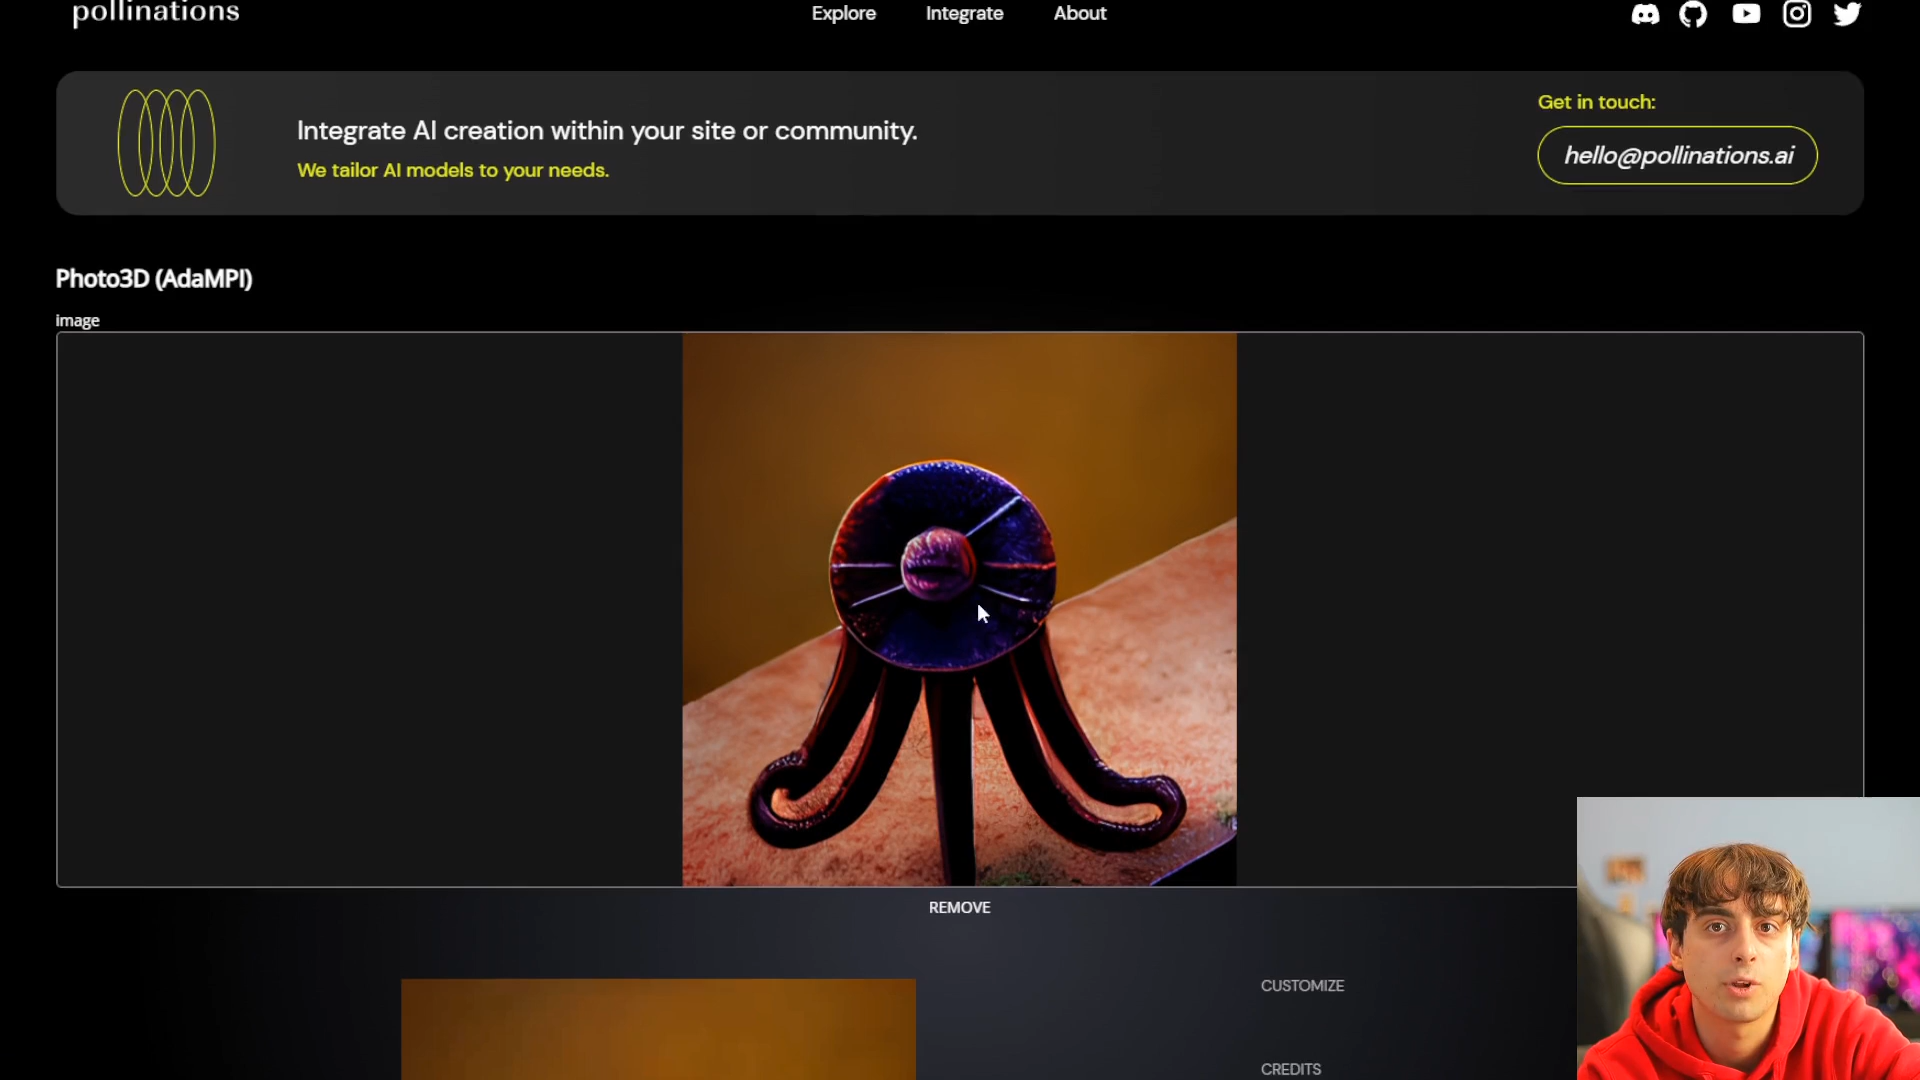 pollinations
Explore
Integrate
About
Integrate AI creation within your site or community.
We tailor AI models to your needs.
Get in touch:
hello@pollinations.ai
Photo3D (AdaMPI)
image
REMOVE
CUSTOMIZE
CREDITS